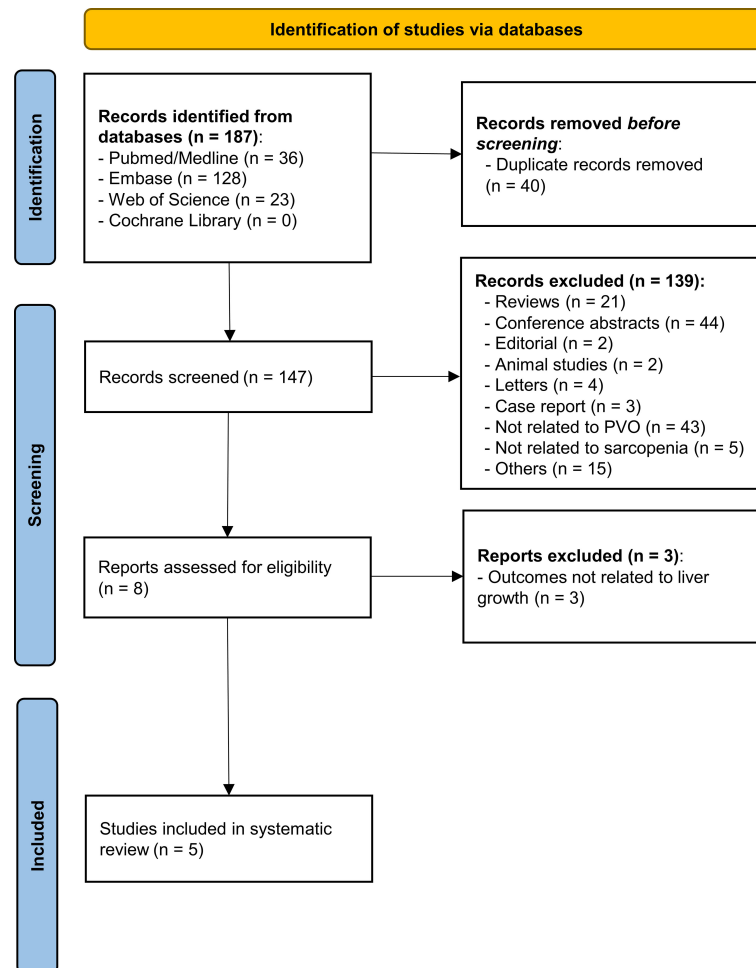 Identification of studies via databases
Identification
Records identified from
databases (n = 187):
- Pubmed/Medline (n = 36)
- Embase (n = 128)
- Web of Science (n = 23)
- Cochrane Library (n = 0)
Records removed before
screening:
- Duplicate records removed
(n = 40)
Screening
Records screened (n = 147)
Records excluded (n = 139):
- Reviews (n = 21)
- Conference abstracts (n = 44)
- Editorial (n = 2)
- Animal studies (n = 2)
- Letters (n = 4)
- Case report (n = 3)
- Not related to PVO (n = 43)
- Not related to sarcopenia (n = 5)
- Others (n = 15)
Reports assessed for eligibility
(n = 8)
Reports excluded (n = 3):
- Outcomes not related to liver
growth (n = 3)
Included
Studies included in systematic
review (n = 5)